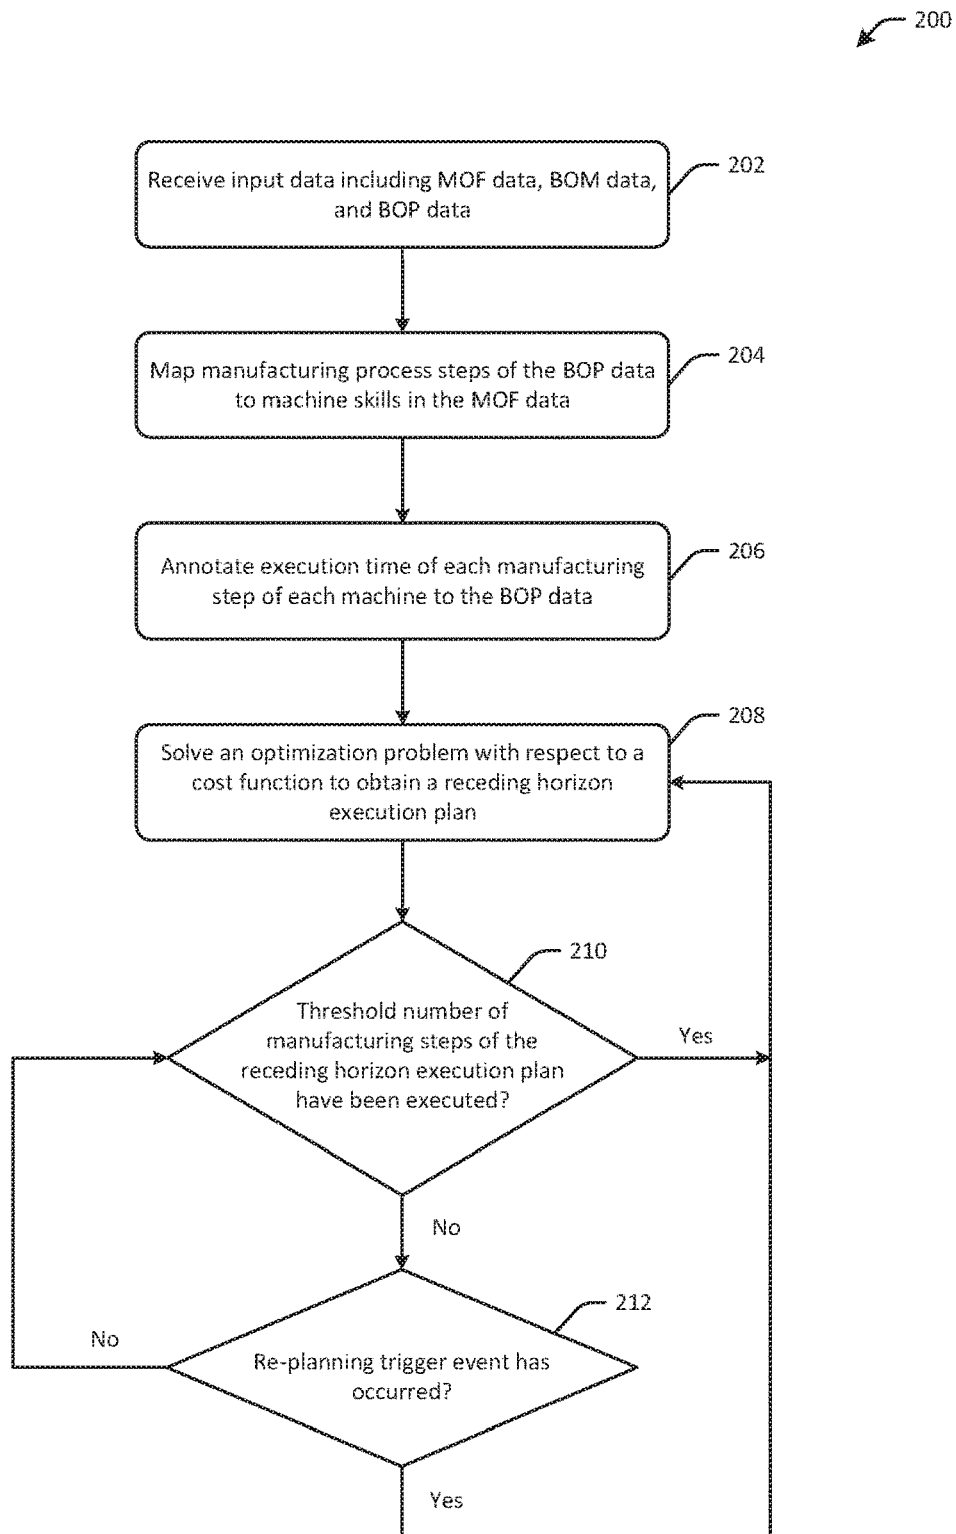 200
Receive input data including MOF data, BOM data,
and BOP data
202
Map manufacturing process steps of the BOP data
to machine skills in the MOF data
204
Annotate execution time of each manufacturing
step of each machine to the BOP data
206
Solve an optimization problem with respect to a
cost function to obtain a receding horizon
execution plan
208
Threshold number of
manufacturing steps of the
receding horizon execution plan
have been executed?
210
Yes
No
Re-planning trigger event has
occurred?
212
No
Yes